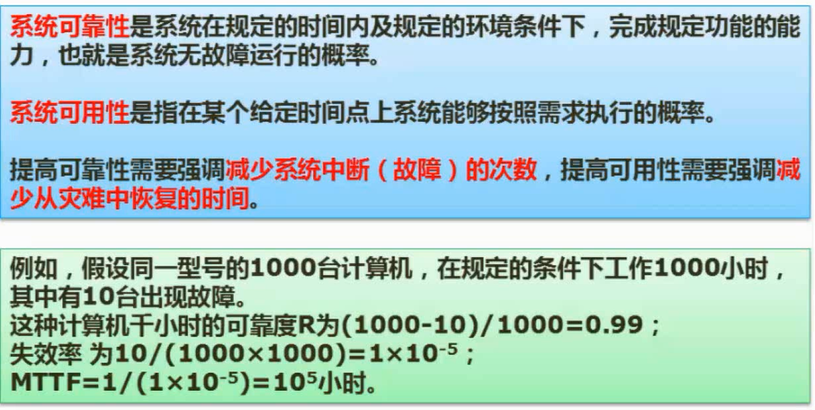 系统可靠性是系统在规定的时间内及规定的环境条件下，完成规定功能的能
力，也就是系统无故障运行的概率。
系统可用性是指在某个给定时间点上系统能够按照需求执行的概率。
提高可靠性需要强调减少系统中断（故障）的次数，提高可用性需要强调减
少从灾难中恢复的时间。
例如，假设同一型号的1000台计算机，在规定的条件下工作1000小时，
其中有10台出现故障。
这种计算机千小时的可靠度R为(1000-10)/1000=0.99；
失效率 为10/(1000×1000)=1×10⁻⁵；
MTTF=1/(1×10⁻⁵)=10⁵小时。